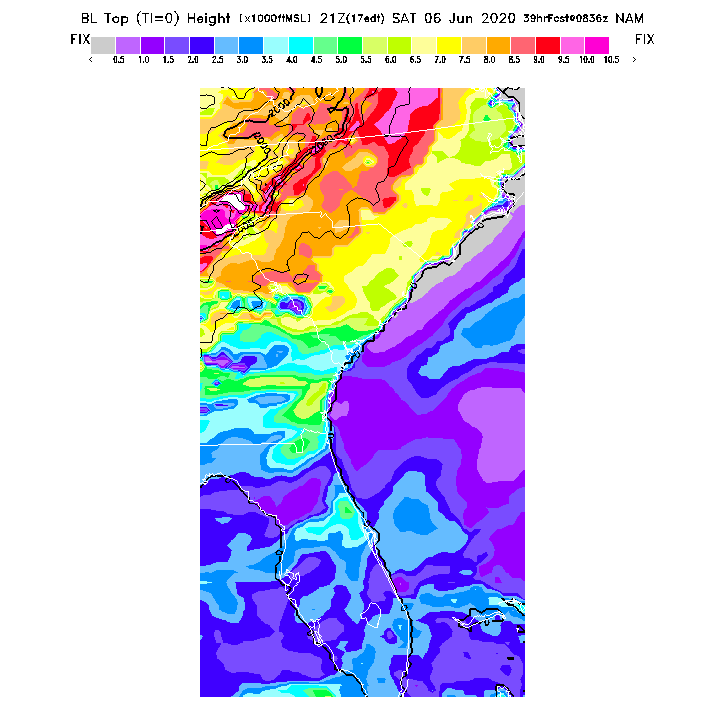 BL Top (TI=0) Height [x1000ftMSL] 21Z(17edt) SAT 06 Jun 2020 39hrFcst@0836z NAM
FIX FIX
< 0.5 1.0 1.5 2.0 2.5 3.0 3.5 4.0 4.5 5.0 5.5 6.0 6.5 7.0 7.5 8.0 8.5 9.0 9.5 10.0 10.5 >
2000
2000
2000